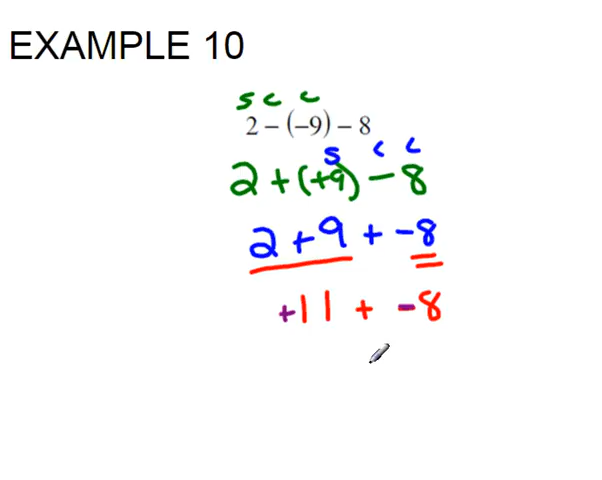 EXAMPLE 10
S C C
2 – (–9) – 8
S C C
2 + (+9) – 8
2 + 9 + -8
+11 + -8